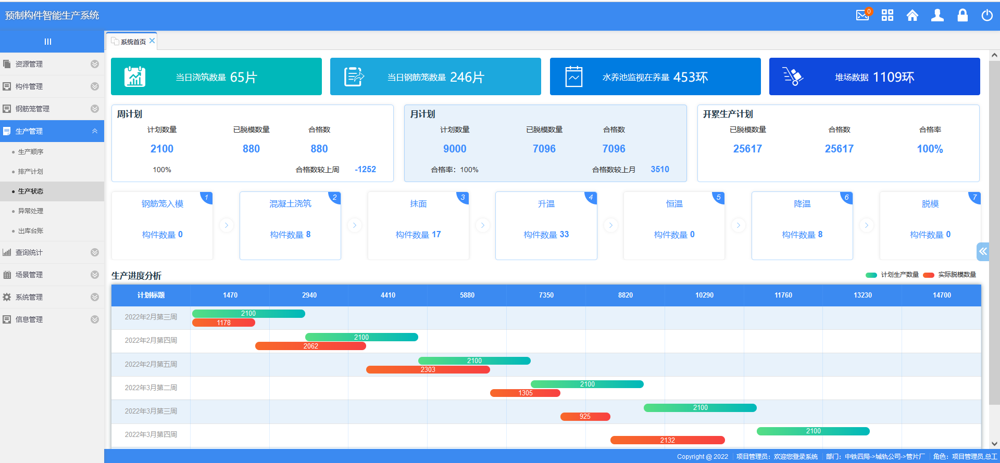 预制构件智能生产系统
0
系统首页
资源管理
构件管理
钢筋笼管理
生产管理
生产顺序
排产计划
生产状态
异常处理
出库台账
查询统计
场景管理
系统管理
信息管理
当日浇筑数量 65片
当日钢筋笼数量 246片
水养池监视在养量 453环
堆场数据 1109环
周计划
计划数量 已脱模数量 合格数
2100 880 880
100% 合格数较上周 -1252
月计划
计划数量 已脱模数量 合格数
9000 7096 7096
合格率：100% 合格数较上月 3510
开累生产计划
已脱模数量 合格数 合格率
25617 25617 100%
钢筋笼入模 1
构件数量 0
混凝土浇筑 2
构件数量 8
抹面 3
构件数量 17
升温 4
构件数量 33
恒温 5
构件数量 0
降温 6
构件数量 8
脱模 7
构件数量 0
生产进度分析
计划生产数量 实际脱模数量
计划标题 1470 2940 4410 5880 7350 8820 10290 11760 13230 14700
2022年2月第三周 2100
1178
2022年2月第四周 2100
2062
2022年2月第五周 2100
2303
2022年3月第二周 2100
1305
2022年3月第三周 2100
925
2022年3月第四周 2100
2132
Copyright @ 2022 项目管理员：欢迎您登录系统 部门：中铁四局->城轨公司->管片厂 角色：项目管理员,总工